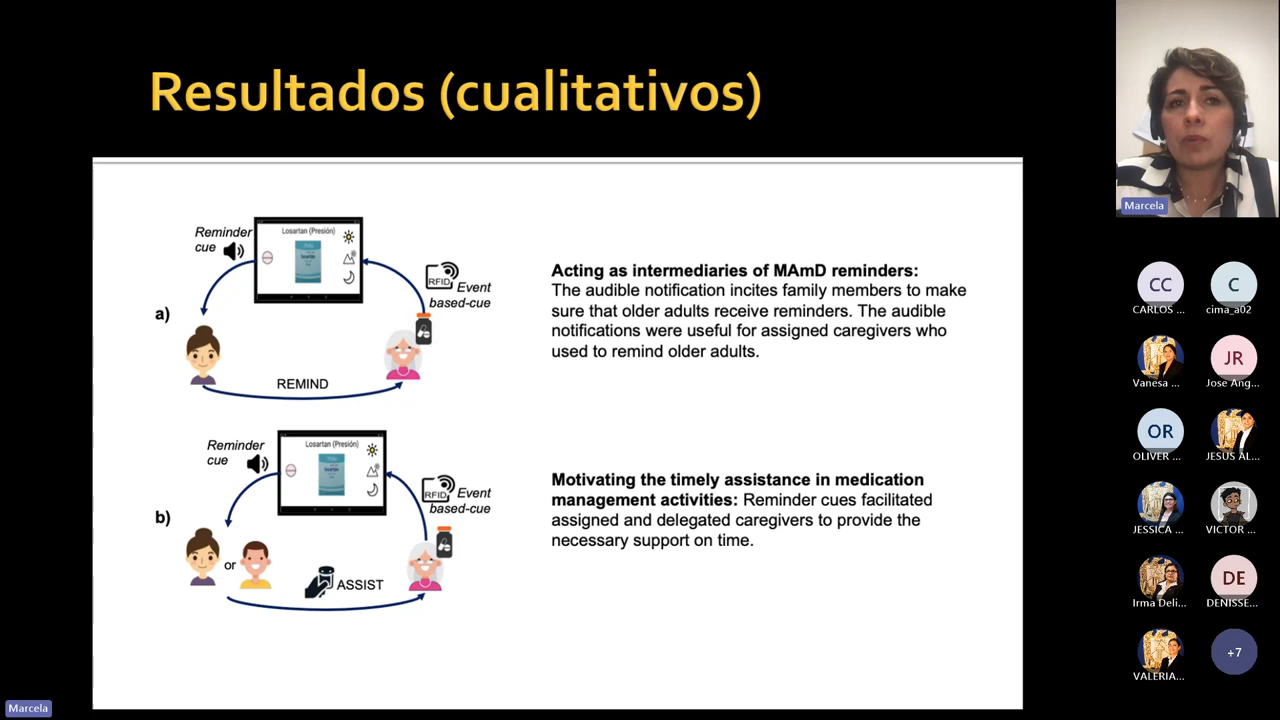 Resultados (cualitativos)
Reminder
cue
Losartan (Presión)
RFID
Event
based-cue
a)
REMIND
Acting as intermediaries of MAmD reminders:
The audible notification incites family members to make
sure that older adults receive reminders. The audible
notifications were useful for assigned caregivers who
used to remind older adults.
Reminder
cue
Losartan (Presión)
RFID
Event
based-cue
b)
or
ASSIST
Motivating the timely assistance in medication
management activities: Reminder cues facilitated
assigned and delegated caregivers to provide the
necessary support on time.
Marcela
CC
C
CARLOS ...
cima_a02
JR
Vanesa ...
Jose Ang...
OR
OLIVER ...
JESUS AL...
JESSICA ...
VICTOR ...
DE
Irma Deli...
DENISSE...
+7
VALERIA...
Marcela